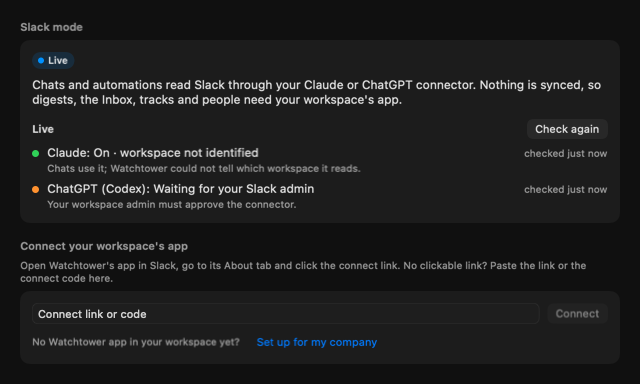 Slack mode
Live
Chats and automations read Slack through your Claude or ChatGPT connector. Nothing is synced, so
digests, the Inbox, tracks and people need your workspace's app.
Live
Check again
Claude: On · workspace not identified
checked just now
Chats use it; Watchtower could not tell which workspace it reads.
ChatGPT (Codex): Waiting for your Slack admin
checked just now
Your workspace admin must approve the connector.
Connect your workspace's app
Open Watchtower's app in Slack, go to its About tab and click the connect link. No clickable link? Paste the link or the
connect code here.
Connect link or code
Connect
No Watchtower app in your workspace yet?
Set up for my company